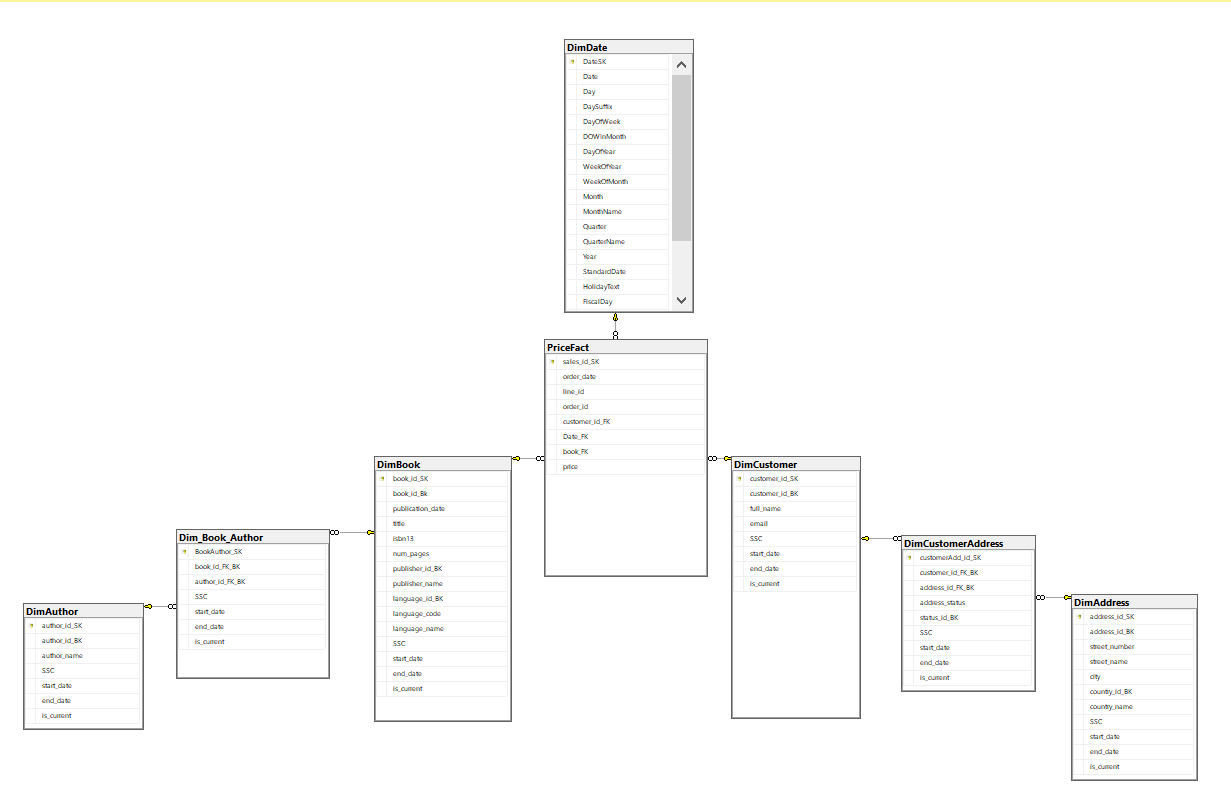 DimDate
DateSK
Date
Day
DaySuffix
DayOfWeek
DOWInMonth
DayOfYear
WeekOfYear
WeekOfMonth
Month
MonthName
Quarter
QuarterName
Year
StandardDate
HolidayText
FiscalDay
PriceFact
sales_id_SK
order_date
line_id
order_id
customer_id_FK
Date_FK
book_FK
price
DimBook
book_id_SK
book_id_Bk
publication_date
title
isbn13
num_pages
publisher_id_BK
publisher_name
language_id_BK
language_code
language_name
SSC
start_date
end_date
is_current
DimCustomer
customer_id_SK
customer_id_BK
full_name
email
SSC
start_date
end_date
is_current
Dim_Book_Author
BookAuthor_SK
book_id_FK_BK
author_id_FK_BK
SSC
start_date
end_date
is_current
DimCustomerAddress
customerAdd_id_SK
customer_id_FK_BK
address_id_FK_BK
address_status
status_id_BK
SSC
start_date
end_date
is_current
DimAuthor
author_id_SK
author_id_BK
author_name
SSC
start_date
end_date
is_current
DimAddress
address_id_SK
address_id_BK
street_number
street_name
city
country_id_BK
country_name
SSC
start_date
end_date
is_current